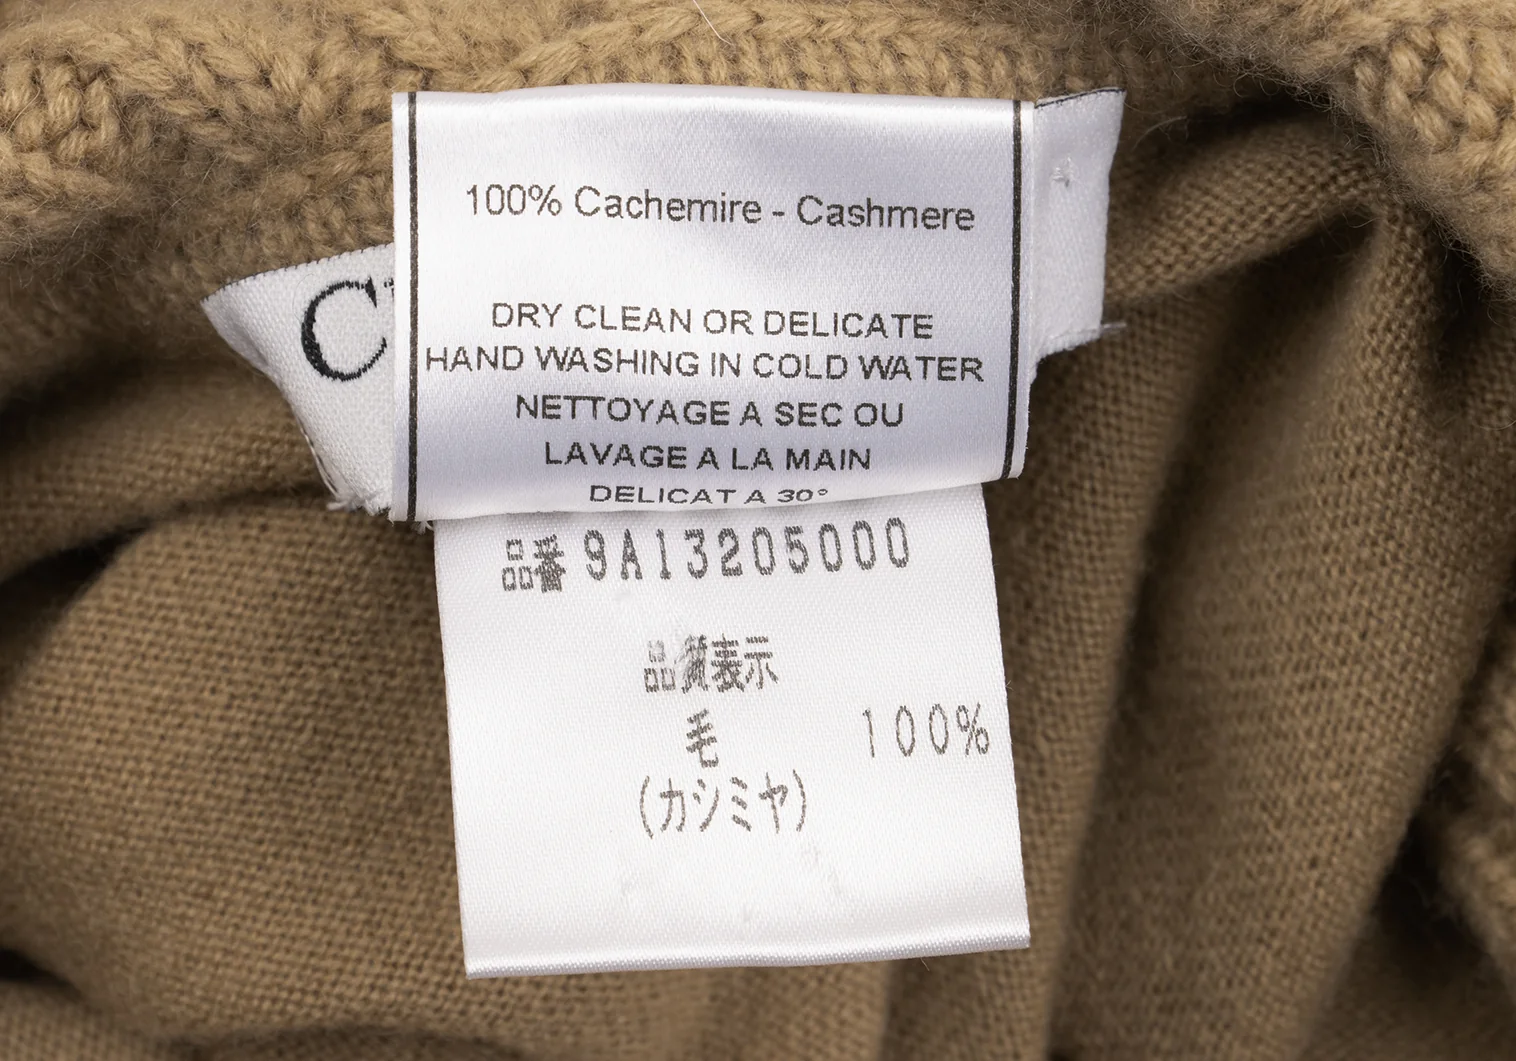 100% Cachemire - Cashmere
C
DRY CLEAN OR DELICATE
HAND WASHING IN COLD WATER
NETTOYAGE A SEC OU
LAVAGE A LA MAIN
DELICAT A 30°
品番 9A13205000
品質表示
毛 100%
(カシミヤ)